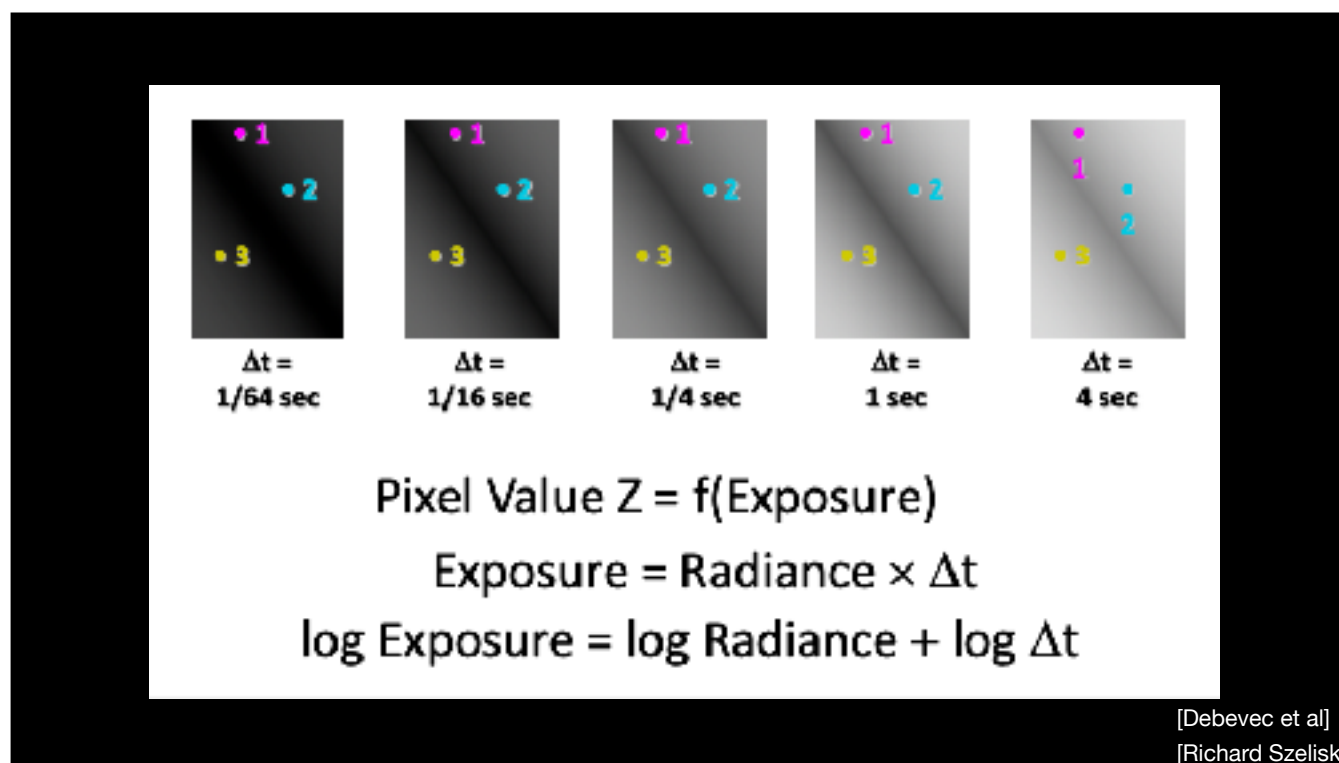 1
2
3
1
2
3
1
2
3
1
2
3
1
2
3
Δt =
1/64 sec
Δt =
1/16 sec
Δt =
1/4 sec
Δt =
1 sec
Δt =
4 sec
Pixel Value Z = f(Exposure)
Exposure = Radiance × Δt
log Exposure = log Radiance + log Δt
[Debevec et al]
[Richard Szelisk